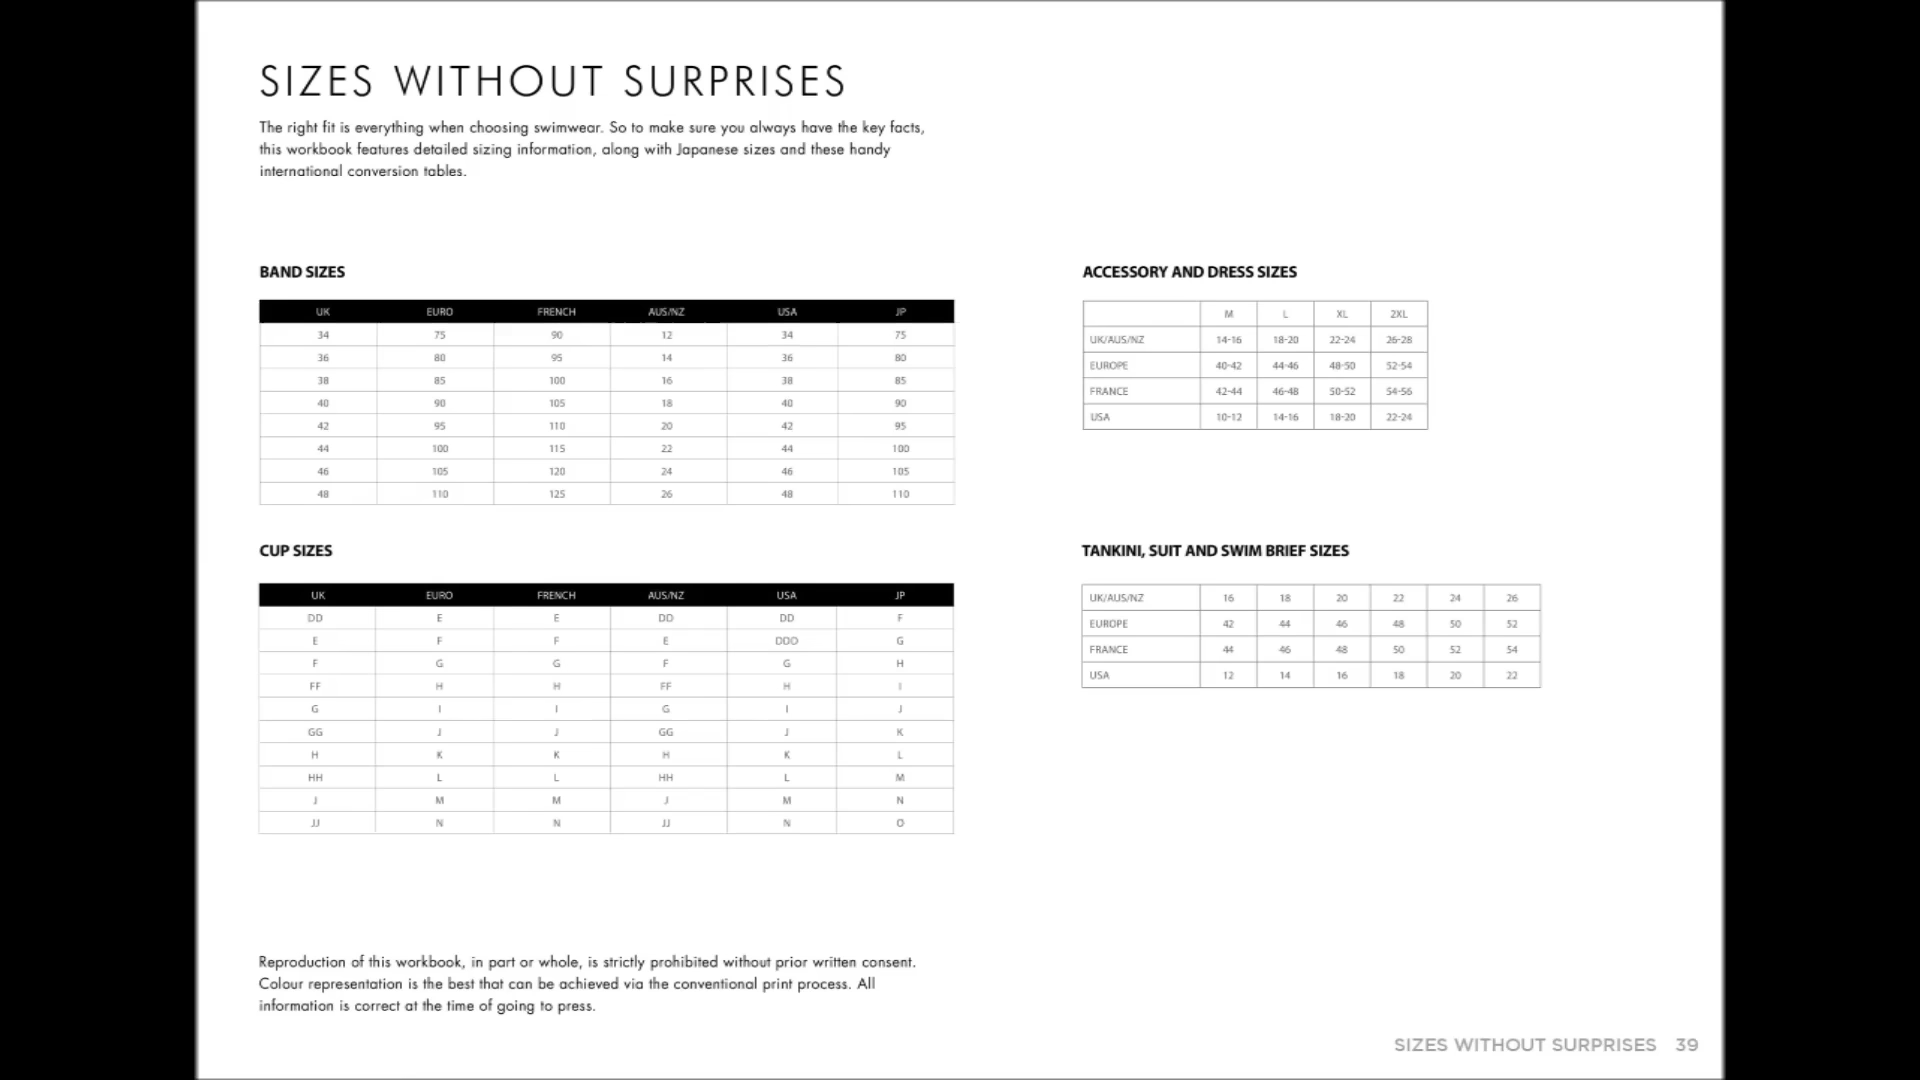 SIZES WITHOUT SURPRISES
The right fit is everything when choosing swimwear. So to make sure you always have the key facts,
this workbook features detailed sizing information, along with Japanese sizes and these handy
international conversion tables.
BAND SIZES
UK EURO FRENCH AUS/NZ USA JP
34 75 90 12 34 75
36 80 95 14 36 80
38 85 100 16 38 85
40 90 105 18 40 90
42 95 110 20 42 95
44 100 115 22 44 100
46 105 120 24 46 105
48 110 125 26 48 110
CUP SIZES
UK EURO FRENCH AUS/NZ USA JP
DD E E DD DD F
E F F E DDD G
F G G F G H
FF H H FF H I
G I I G I J
GG J J GG J K
H K K H K L
HH L L HH L M
J M M J M N
JJ N N JJ N O
ACCESSORY AND DRESS SIZES
M L XL 2XL
UK/AUS/NZ 14-16 18-20 22-24 26-28
EUROPE 40-42 44-46 48-50 52-54
FRANCE 42-44 46-48 50-52 54-56
USA 10-12 14-16 18-20 22-24
TANKINI, SUIT AND SWIM BRIEF SIZES
UK/AUS/NZ 16 18 20 22 24 26
EUROPE 42 44 46 48 50 52
FRANCE 44 46 48 50 52 54
USA 12 14 16 18 20 22
Reproduction of this workbook, in part or whole, is strictly prohibited without prior written consent.
Colour representation is the best that can be achieved via the conventional print process. All
information is correct at the time of going to press.
SIZES WITHOUT SURPRISES 39